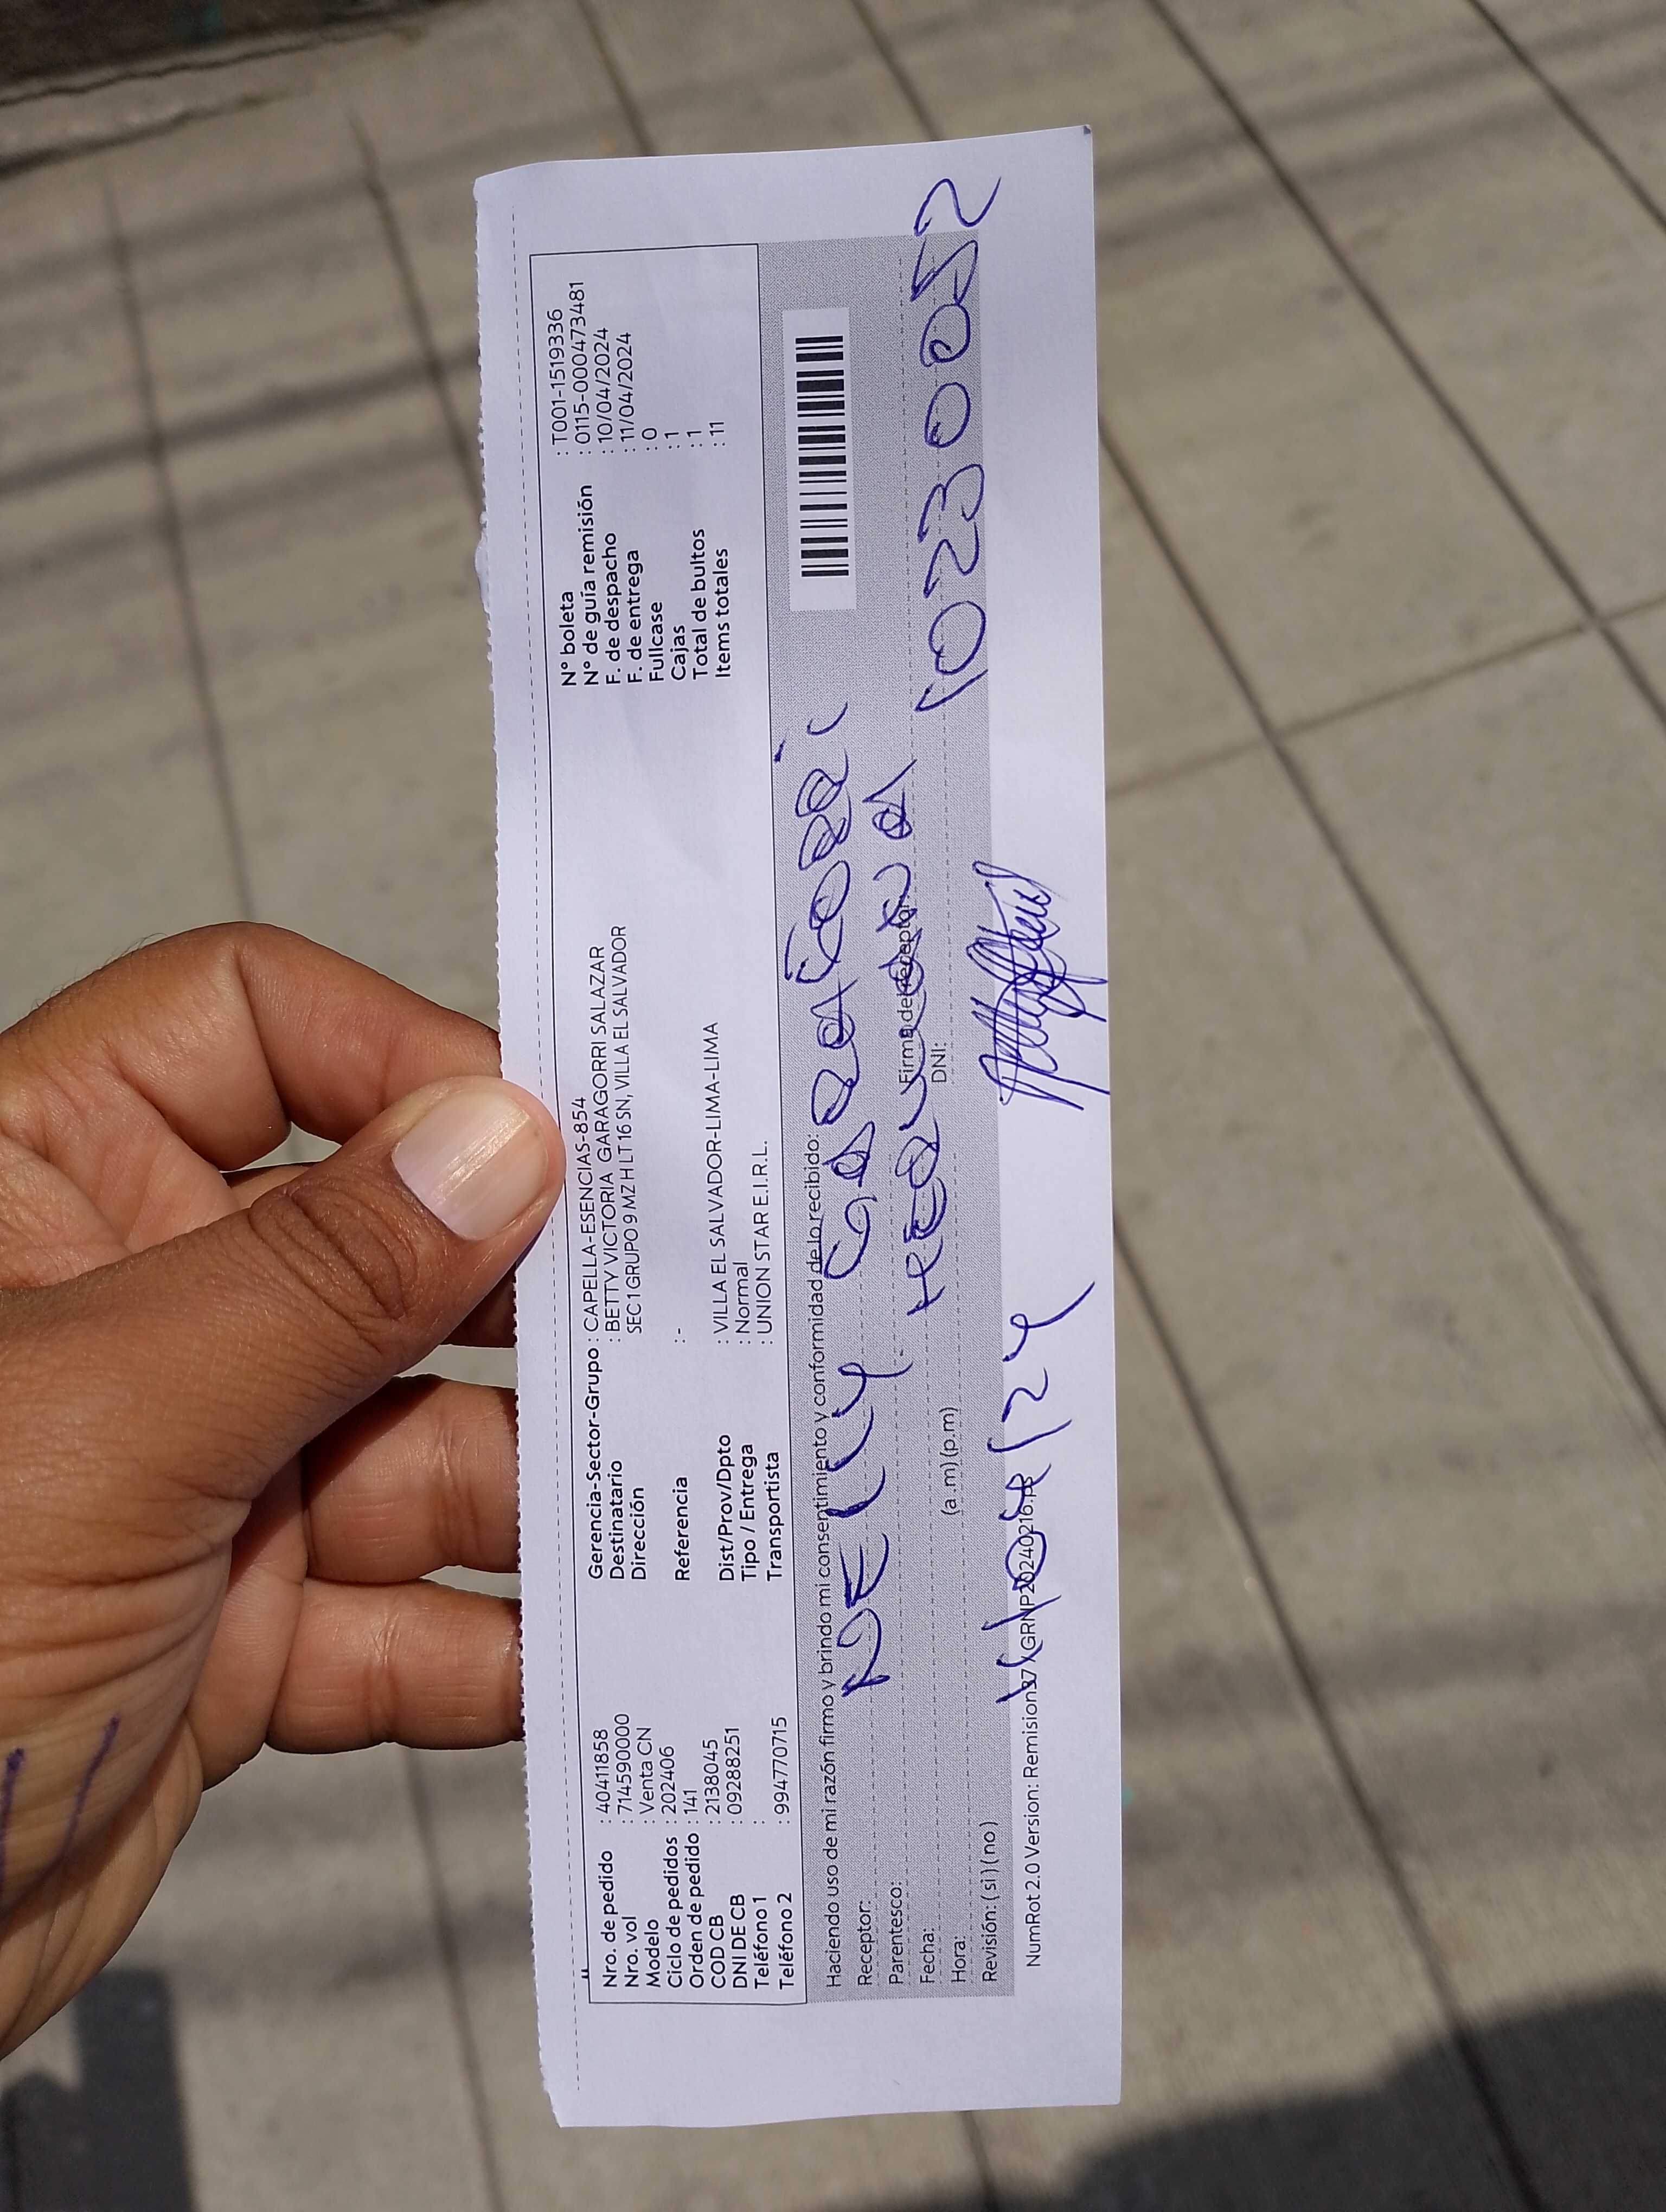 Nro. de pedido : 40411858
Nro. vol : 714590000
Modelo : Venta CN
Ciclo de pedidos : 202406
Orden de pedido : 141
COD CB : 2138045
DNI DE CB : 09288251
Teléfono 1 :
Teléfono 2 : 994770715
Gerencia-Sector-Grupo : CAPELLA-ESENCIAS-854
Destinatario : BETTY VICTORIA GARAGORRI SALAZAR
Dirección SEC 1 GRUPO 9 MZ H LT 16 SN, VILLA EL SALVADOR
Referencia : -
Dist/Prov/Dpto : VILLA EL SALVADOR-LIMA-LIMA
Tipo / Entrega : Normal
Transportista : UNION STAR E.I.R.L.
N° boleta : T001-1519336
N° de guía remisión : 0115-0000473481
F. de despacho : 10/04/2024
F. de entrega : 11/04/2024
Fullcase : 0
Cajas : 1
Total de bultos : 1
Items totales : 11
Haciendo uso de mi razón firmo y brindo mi consentimiento y conformidad de lo recibido:
Receptor: NELLY
Parentesco:
Fecha:
Hora: (a.m) (p.m)
Firma del receptor
DNI: 10230052
Revisión: ( si ) ( no )
NumRot 2.0 Version: Remision37